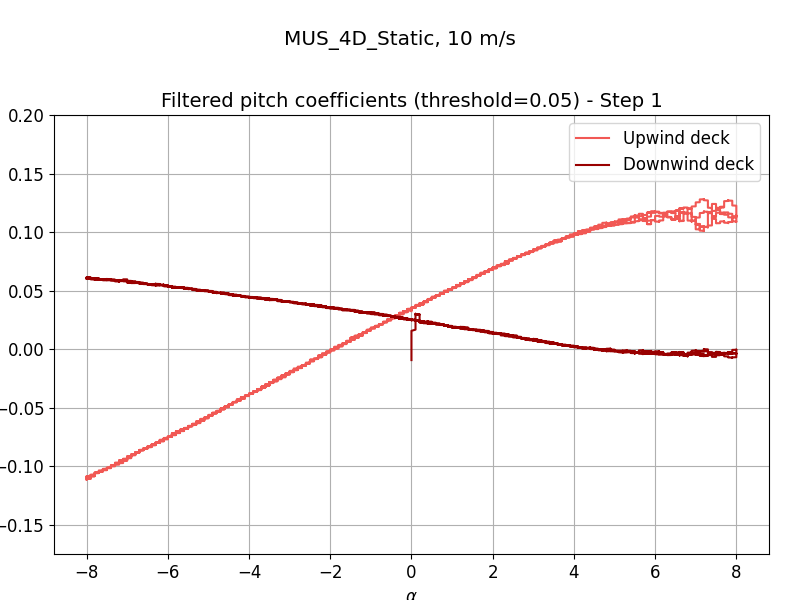 MUS_4D_Static, 10 m/s
Filtered pitch coefficients (threshold=0.05) - Step 1
Upwind deck
Downwind deck
0.20
0.15
0.10
0.05
0.00
−0.05
−0.10
−0.15
−8 −6 −4 −2 0 2 4 6 8
α